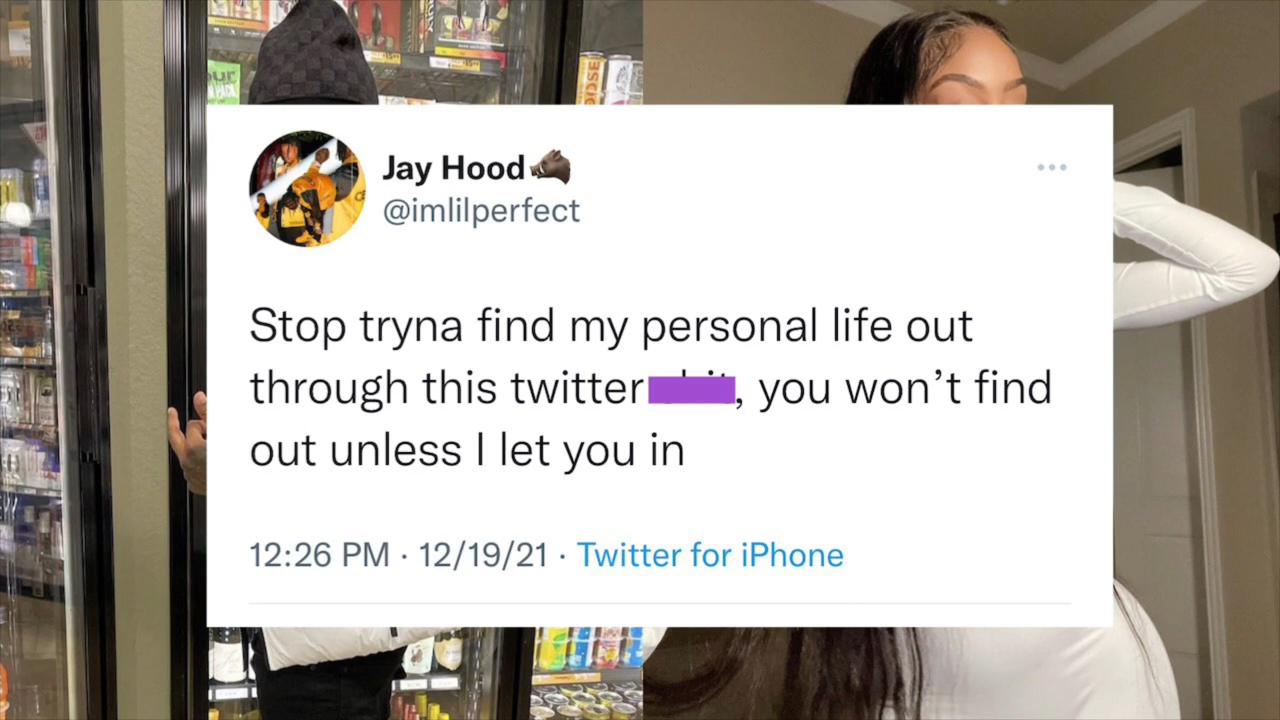 Jay Hood🐗
@imlilperfect
Stop tryna find my personal life out
through this twitter , you won’t find
out unless I let you in
12:26 PM · 12/19/21 · Twitter for iPhone